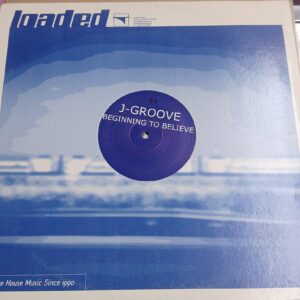 loaded
J-GROOVE
BEGINNING TO BELIEVE
e House Music Since 1990